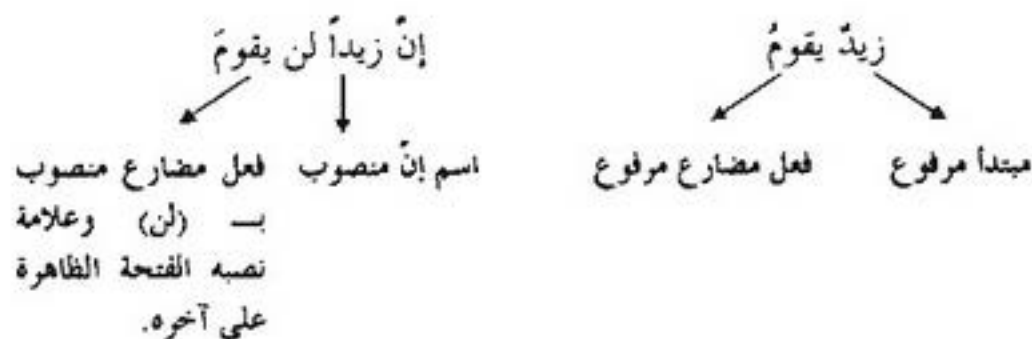 زيدٌ يقومُ
مبتدأ مرفوع
فعل مضارع مرفوع
إنّ زيداً لن يقومَ
اسم إنّ منصوب
فعل مضارع منصوب
بـ (لن) وعلامة
نصبه الفتحة الظاهرة
على آخره.